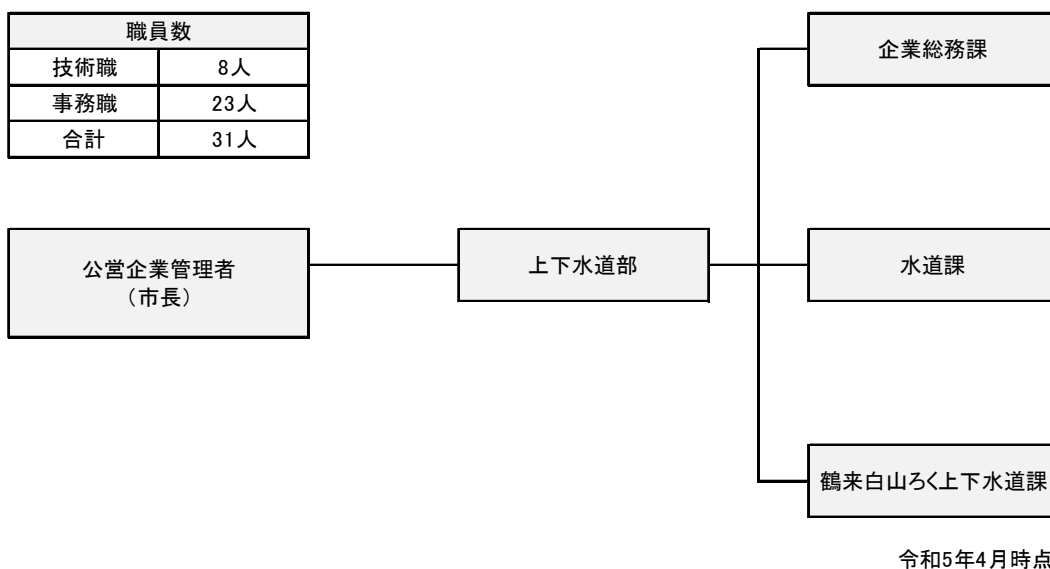 職員数
技術職 8人
事務職 23人
合計 31人
企業総務課
公営企業管理者
（市長）
上下水道部
水道課
鶴来白山ろく上下水道課
令和5年4月時点